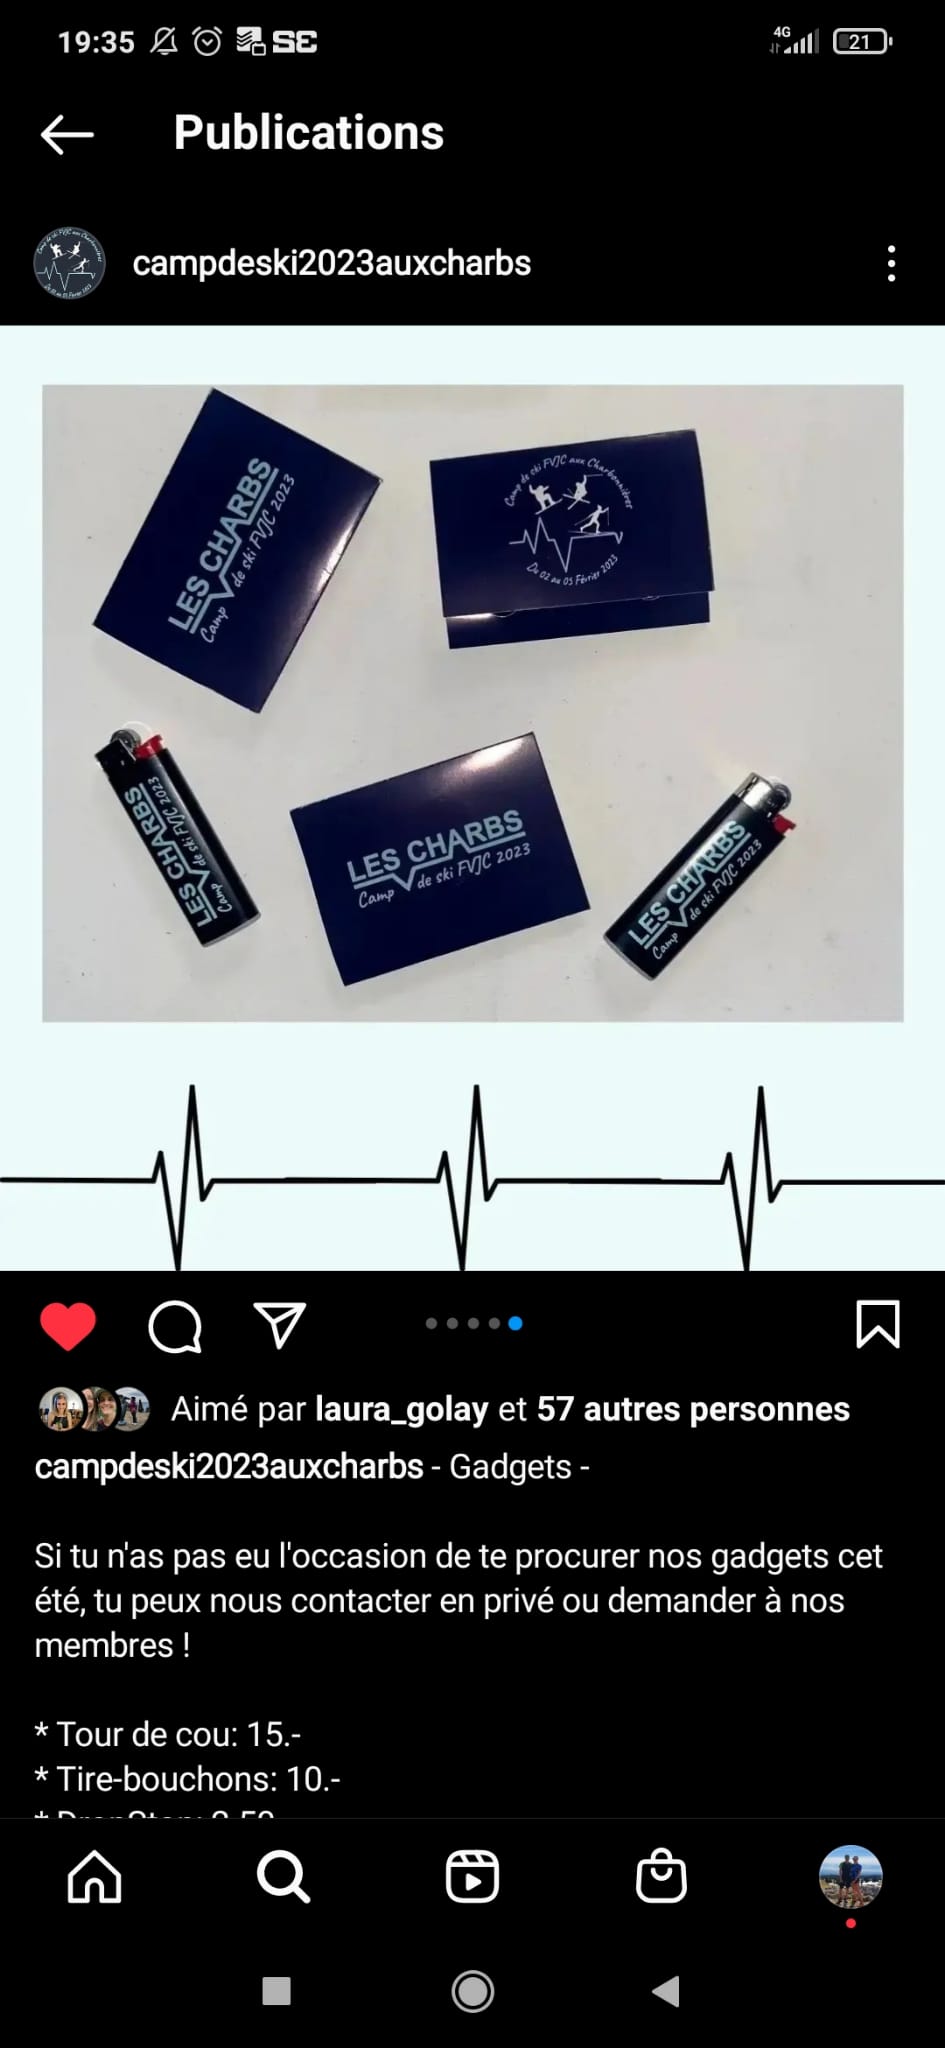 19:35
4G
21
Publications
campdeski2023auxcharbs
LES CHARBS
Camp de ski FVJC 2023
Camp de ski FVJC aux Charbonnières
Du 02 au 05 Février 2023
LES CHARBS
Camp de ski FVJC 2023
LES CHARBS
Camp de ski FVJC 2023
LES CHARBS
Camp de ski FVJC 2023
Aimé par laura_golay et 57 autres personnes
campdeski2023auxcharbs - Gadgets -
Si tu n'as pas eu l'occasion de te procurer nos gadgets cet
été, tu peux nous contacter en privé ou demander à nos
membres !
* Tour de cou: 15.-
* Tire-bouchons: 10.-